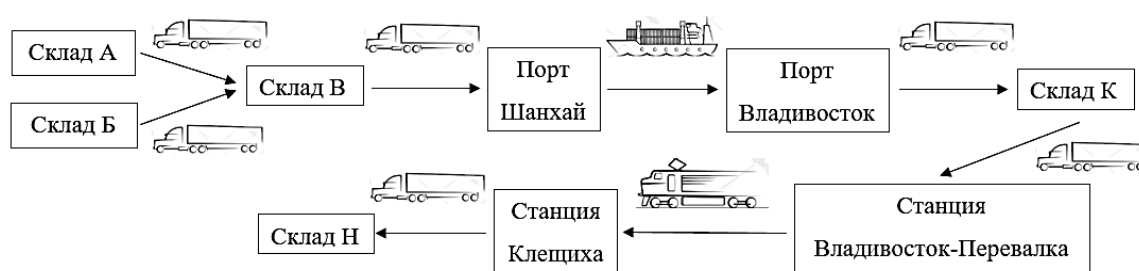 Склад А
Склад Б
Склад В
Порт
Шанхай
Порт
Владивосток
Склад К
Станция
Владивосток-Перевалка
Станция
Клещиха
Склад Н